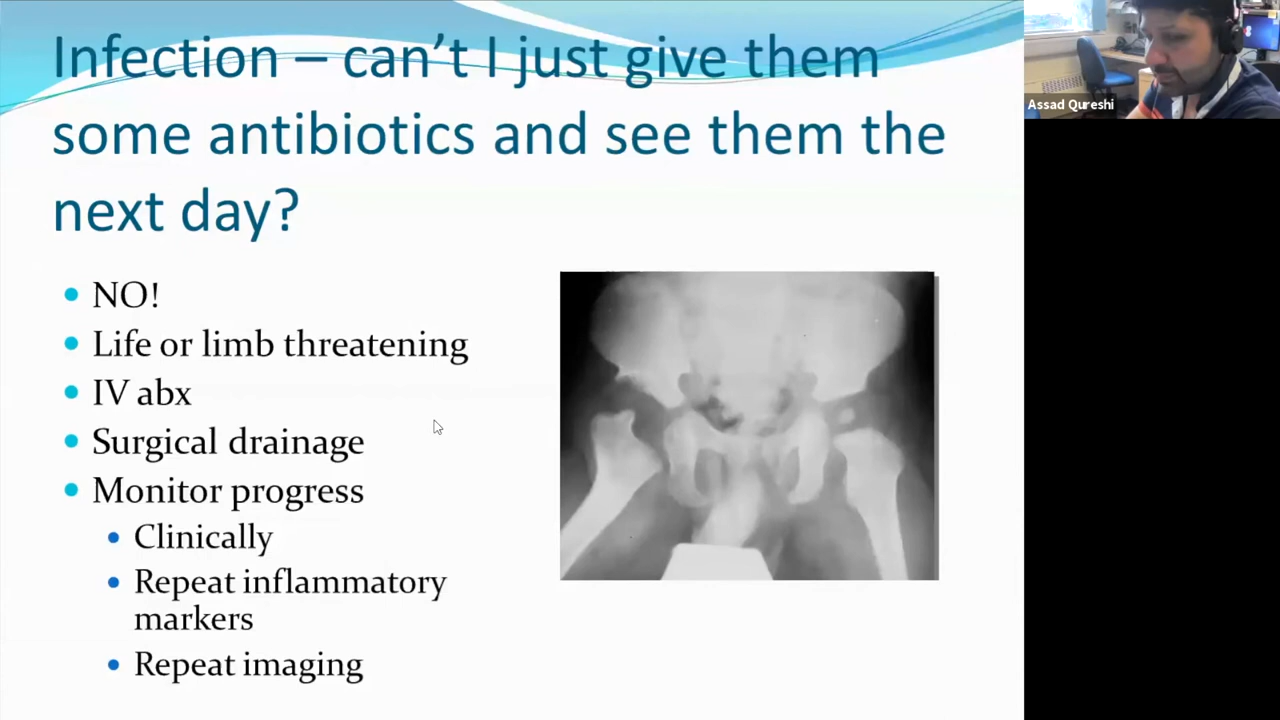 Infection – can't I just give them
some antibiotics and see them the
next day?
NO!
Life or limb threatening
IV abx
Surgical drainage
Monitor progress
Clinically
Repeat inflammatory
markers
Repeat imaging
Assad Qureshi